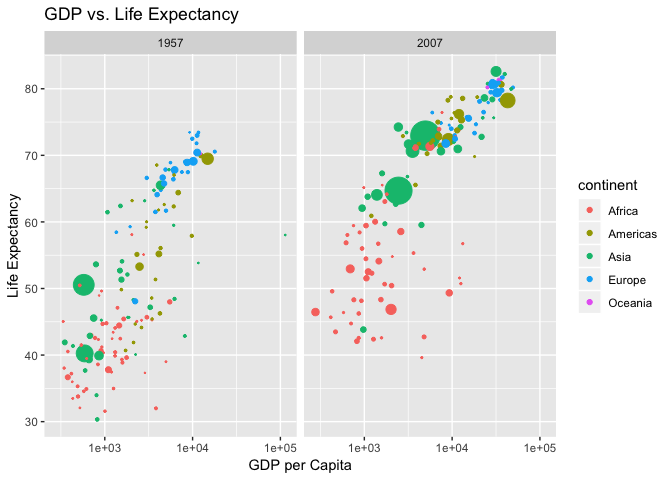 GDP vs. Life Expectancy
1957
2007
80
70
60
50
40
30
Life Expectancy
1e+03
1e+04
1e+05
1e+03
1e+04
1e+05
GDP per Capita
continent
Africa
Americas
Asia
Europe
Oceania